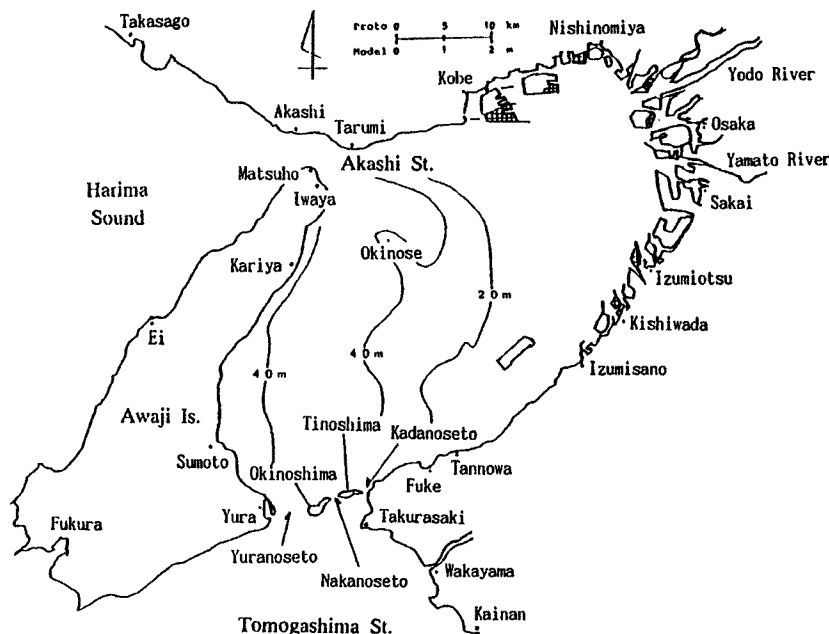 Takasago
Proto 0 5 10 km
Model 0 1 2 m
Nishinomiya
Kobe
Yodo River
Akashi
Tarumi
Osaka
Akashi St.
Yamato River
Matsuho
Iwaya
Harima
Sound
Sakai
Okinose
Kariya
Izumiotsu
20m
Ei
Kishiwada
40m
Izumisano
40m
Awaji Is.
Tinoshima
Kadanoseto
Sumoto
Okinoshima
Tannowa
Fuke
Yura
Takurasaki
Fukura
Yuranoseto
Nakanoseto
Wakayama
Kainan
Tomogashima St.